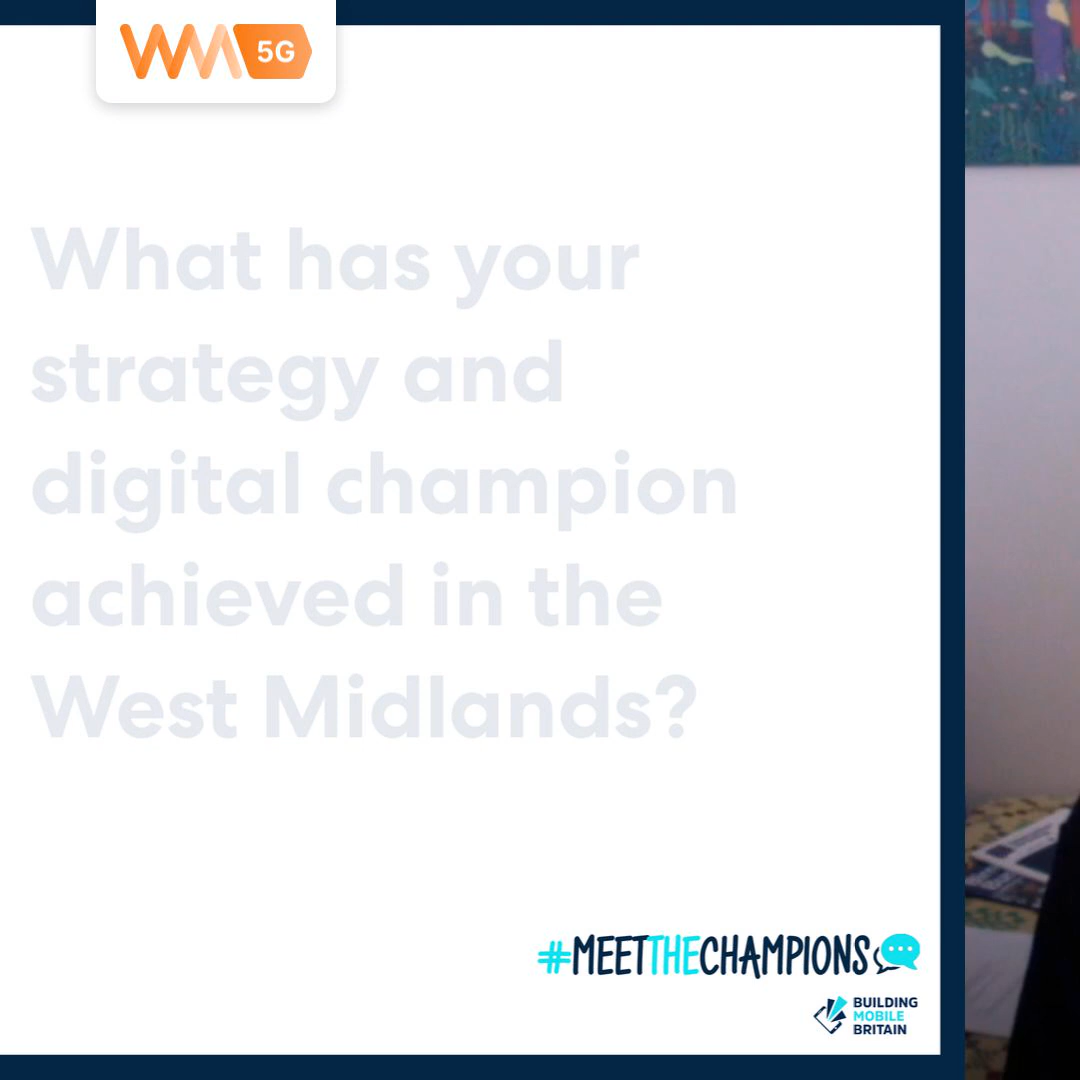 WM 5G
What has your
strategy and
digital champion
achieved in the
West Midlands?
#MEETTHECHAMPIONS
BUILDING
MOBILE
BRITAIN